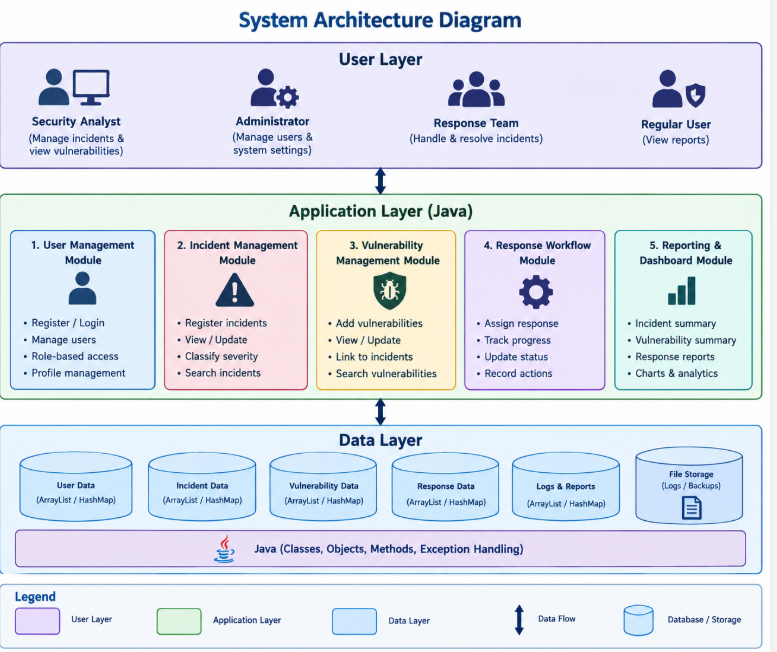 System Architecture Diagram
User Layer
Security Analyst
(Manage incidents &
view vulnerabilities)
Administrator
(Manage users &
system settings)
Response Team
(Handle & resolve incidents)
Regular User
(View reports)
Application Layer (Java)
1. User Management
Module
• Register / Login
• Manage users
• Role-based access
• Profile management
2. Incident Management
Module
• Register incidents
• View / Update
• Classify severity
• Search incidents
3. Vulnerability
Management Module
• Add vulnerabilities
• View / Update
• Link to incidents
• Search vulnerabilities
4. Response Workflow
Module
• Assign response
• Track progress
• Update status
• Record actions
5. Reporting &
Dashboard Module
• Incident summary
• Vulnerability summary
• Response reports
• Charts & analytics
Data Layer
User Data
(ArrayList / HashMap)
Incident Data
(ArrayList / HashMap)
Vulnerability Data
(ArrayList / HashMap)
Response Data
(ArrayList / HashMap)
Logs & Reports
(ArrayList / HashMap)
File Storage
(Logs / Backups)
Java (Classes, Objects, Methods, Exception Handling)
Legend
User Layer
Application Layer
Data Layer
Data Flow
Database / Storage